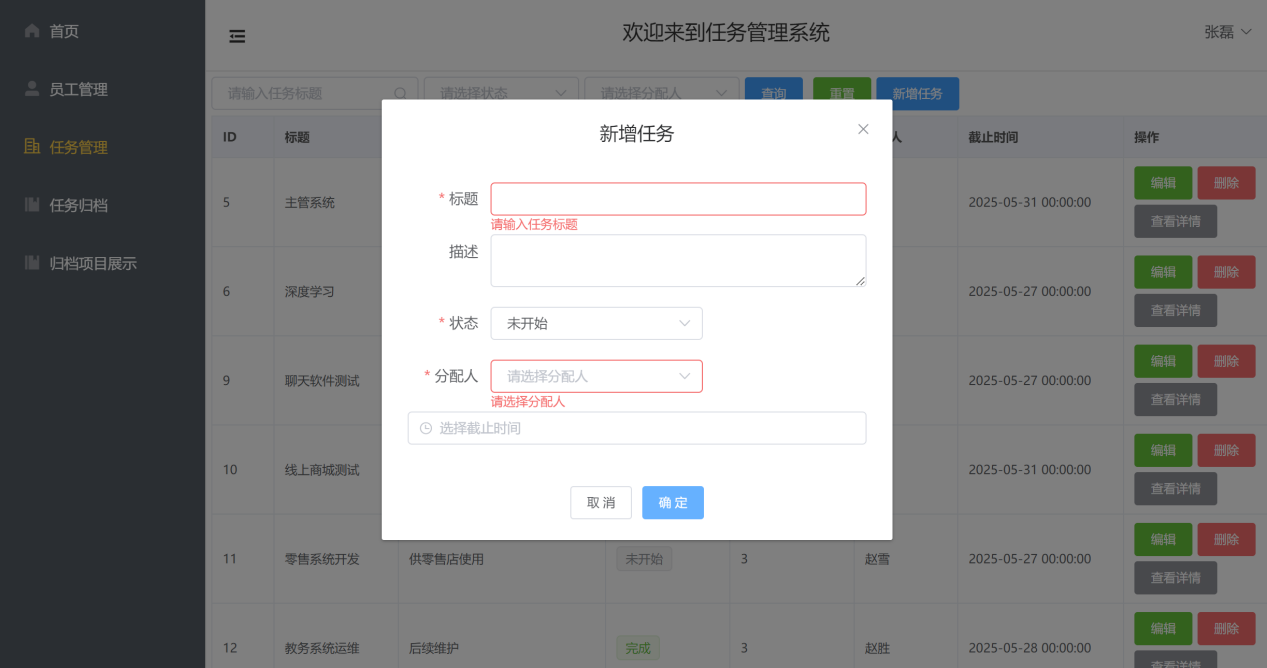 首页
员工管理
任务管理
任务归档
归档项目展示
欢迎来到任务管理系统
张磊
请输入任务标题 请选择状态 请选择分配人 查询 重置 新增任务
ID 标题 人 截止时间 操作
5 主管系统 2025-05-31 00:00:00 编辑 删除
查看详情
6 深度学习 2025-05-27 00:00:00 编辑 删除
查看详情
9 聊天软件测试 2025-05-27 00:00:00 编辑 删除
查看详情
10 线上商城测试 2025-05-31 00:00:00 编辑 删除
查看详情
11 零售系统开发 供零售店使用 未开始 3 赵雪 2025-05-27 00:00:00 编辑 删除
查看详情
12 教务系统运维 后续维护 完成 3 赵胜 2025-05-28 00:00:00 编辑 删除
查看详情
新增任务
* 标题
请输入任务标题
描述
* 状态 未开始
* 分配人 请选择分配人
请选择分配人
选择截止时间
取 消 确 定